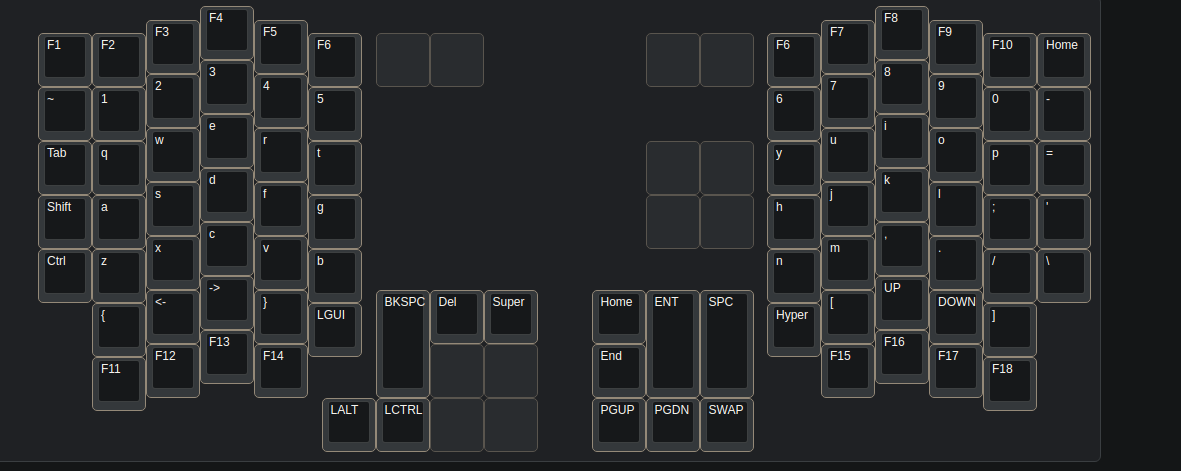 F1 F2 F3 F4 F5 F6 F6 F7 F8 F9 F10 Home
~ 1 2 3 4 5 6 7 8 9 0 -
Tab q w e r t y u i o p =
Shift a s d f g h j k l ; '
Ctrl z x c v b n m , . / \
{ <- -> } LGUI BKSPC Del Super Home ENT SPC Hyper [ UP DOWN ]
F11 F12 F13 F14 End F15 F16 F17 F18
LALT LCTRL PGUP PGDN SWAP